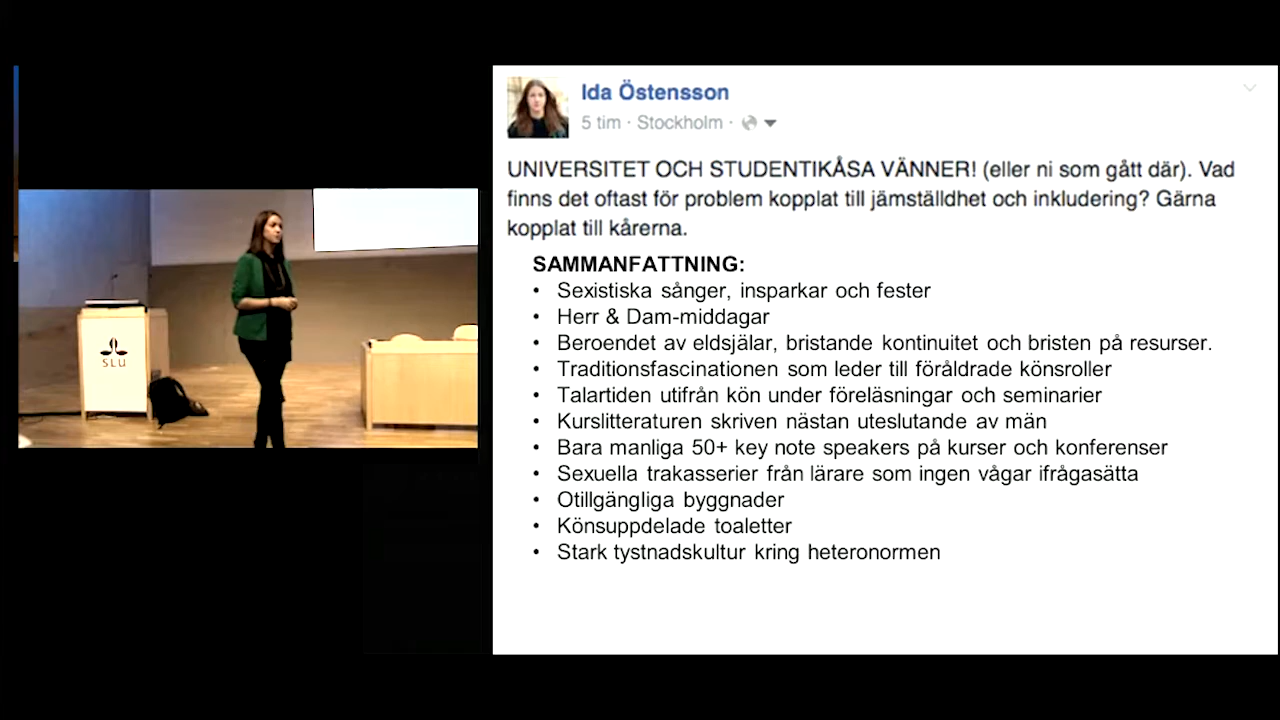 SLU
Ida Östensson
5 tim · Stockholm ·
UNIVERSITET OCH STUDENTIKÅSA VÄNNER! (eller ni som gått där). Vad
finns det oftast för problem kopplat till jämställdhet och inkludering? Gärna
kopplat till kårerna.
SAMMANFATTNING:
• Sexistiska sånger, insparkar och fester
• Herr & Dam-middagar
• Beroendet av eldsjälar, bristande kontinuitet och bristen på resurser.
• Traditionsfascinationen som leder till föråldrade könsroller
• Talartiden utifrån kön under föreläsningar och seminarier
• Kurslitteraturen skriven nästan uteslutande av män
• Bara manliga 50+ key note speakers på kurser och konferenser
• Sexuella trakasserier från lärare som ingen vågar ifrågasätta
• Otillgängliga byggnader
• Könsuppdelade toaletter
• Stark tystnadskultur kring heteronormen